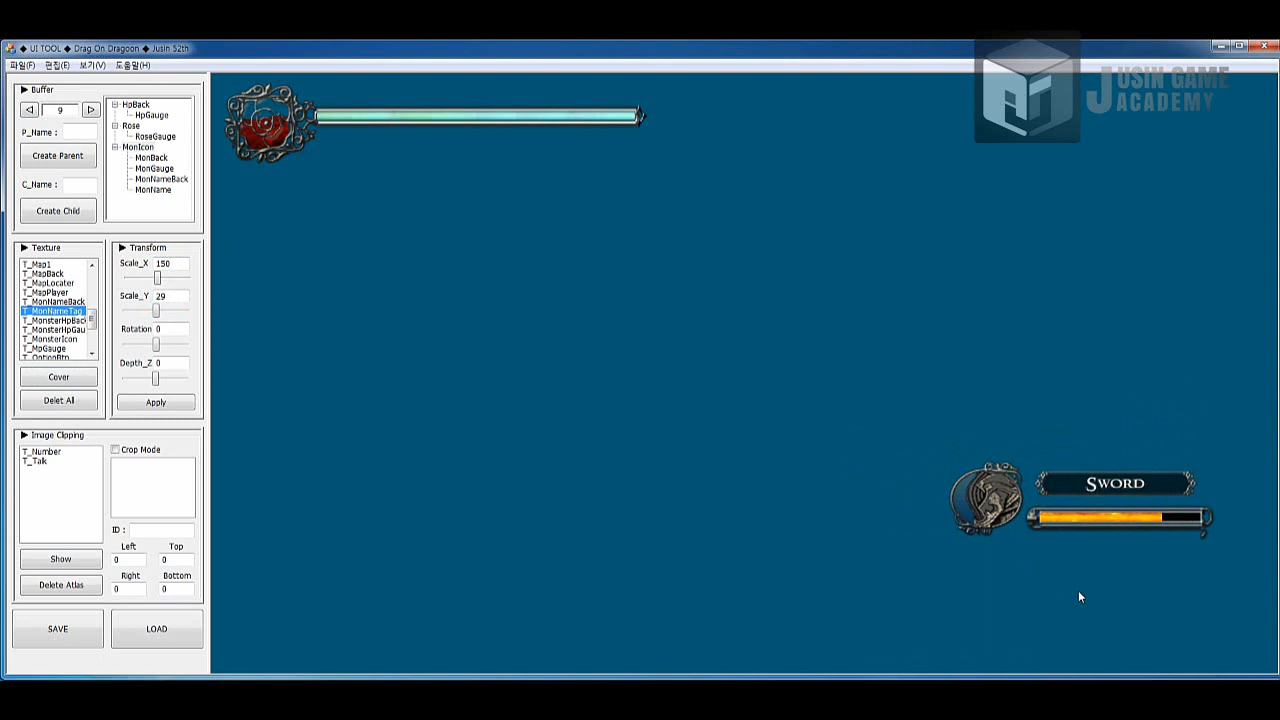 ◆ UI TOOL ◆ Drag On Dragoon ◆ Jusin 52th
파일(F) 편집(E) 보기(V) 도움말(H)
JUSIN GAME
ACADEMY
▶ Buffer
9
P_Name :
Create Parent
C_Name :
Create Child
HpBack
HpGauge
Rose
RoseGauge
MonIcon
MonBack
MonGauge
MonNameBack
MonName
▶ Texture
T_Map1
T_MapBack
T_MapLocater
T_MapPlayer
T_MonNameBack
T_MonNameTag
T_MonsterHpBac
T_MonsterHpGau
T_MonsterIcon
T_MpGauge
T_OptionBtn
Cover
Delet All
▶ Transform
Scale_X 150
Scale_Y 29
Rotation 0
Depth_Z 0
Apply
▶ Image Clipping
T_Number
T_Talk
Crop Mode
ID :
Left Top
0 0
Right Bottom
0 0
Show
Delete Atlas
SAVE LOAD
SWORD